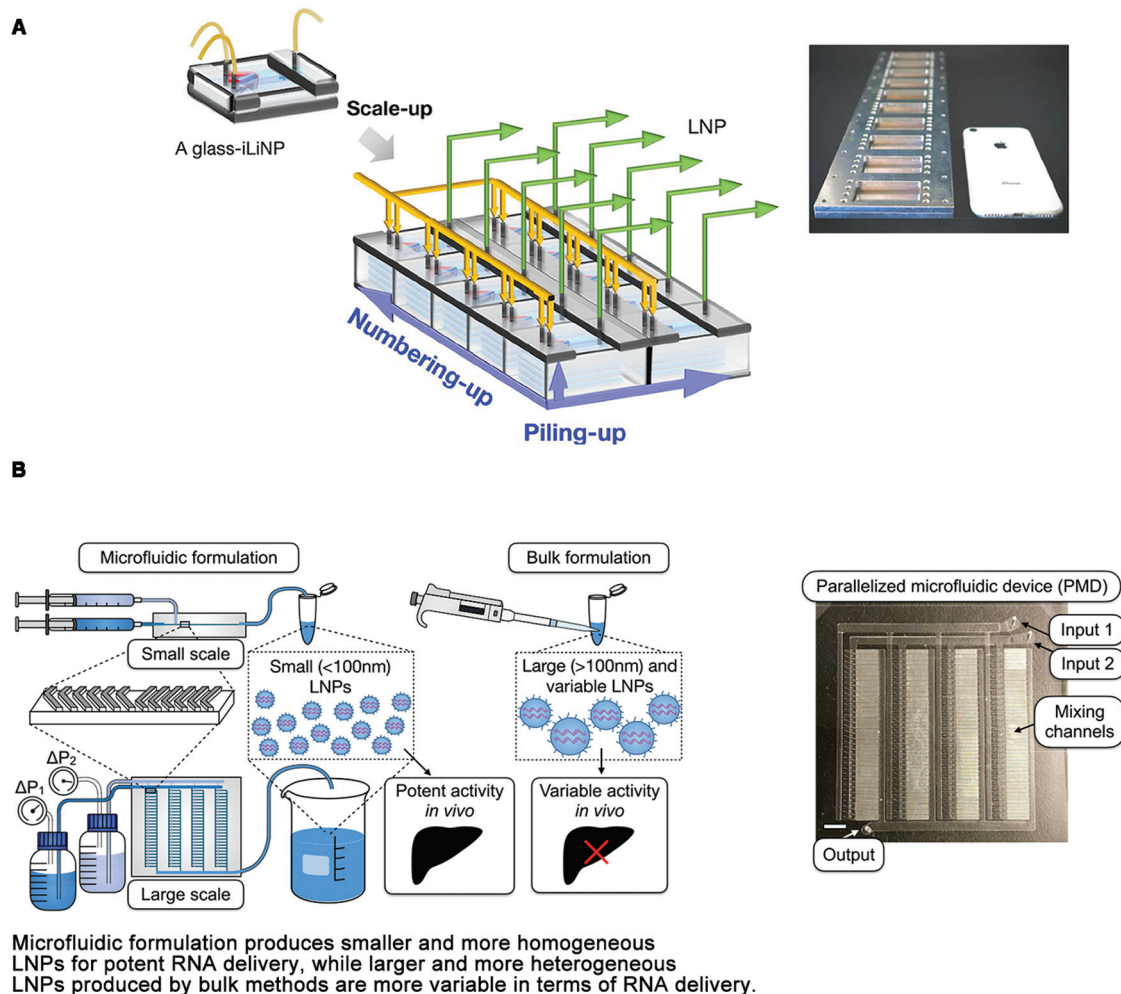 A
A glass-iLiNP
Scale-up
LNP
Numbering-up
Piling-up
iPhone
B
Microfluidic formulation
Small scale
Small (<100nm)
LNPs
ΔP1
ΔP2
Large scale
Potent activity
in vivo
Bulk formulation
Large (>100nm) and
variable LNPs
Variable activity
in vivo
Parallelized microfluidic device (PMD)
Input 1
Input 2
Mixing
channels
Output
Microfluidic formulation produces smaller and more homogeneous
LNPs for potent RNA delivery, while larger and more heterogeneous
LNPs produced by bulk methods are more variable in terms of RNA delivery.